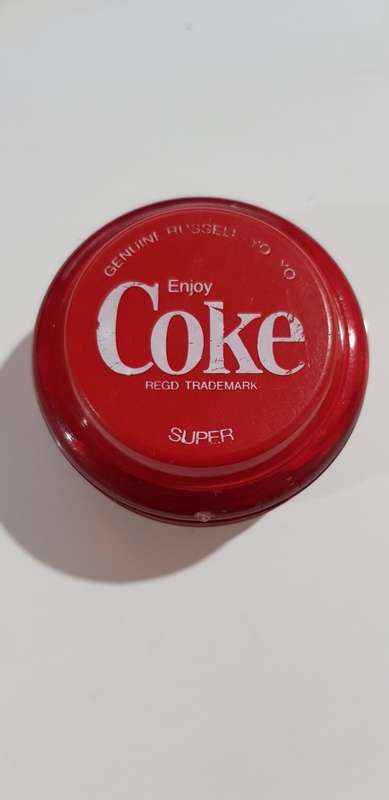 GENUINE RUSSELL YO YO
Enjoy
Coke
REGD TRADEMARK
SUPER